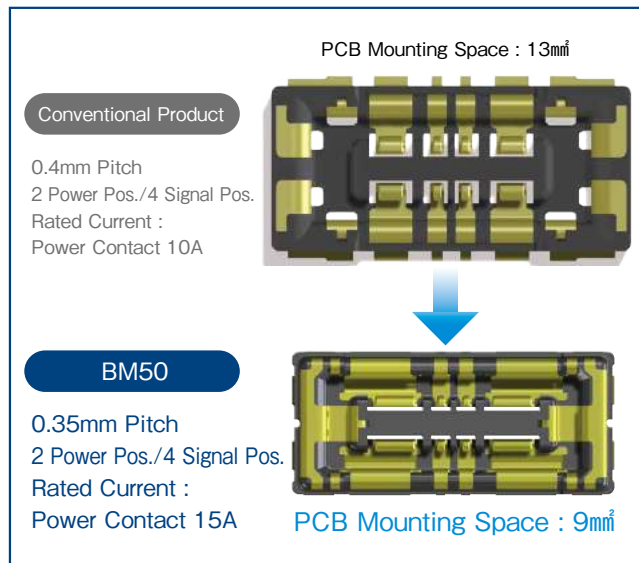 PCB Mounting Space : 13㎟
Conventional Product
0.4mm Pitch
2 Power Pos./4 Signal Pos.
Rated Current :
Power Contact 10A
BM50
0.35mm Pitch
2 Power Pos./4 Signal Pos.
Rated Current :
Power Contact 15A
PCB Mounting Space : 9㎟